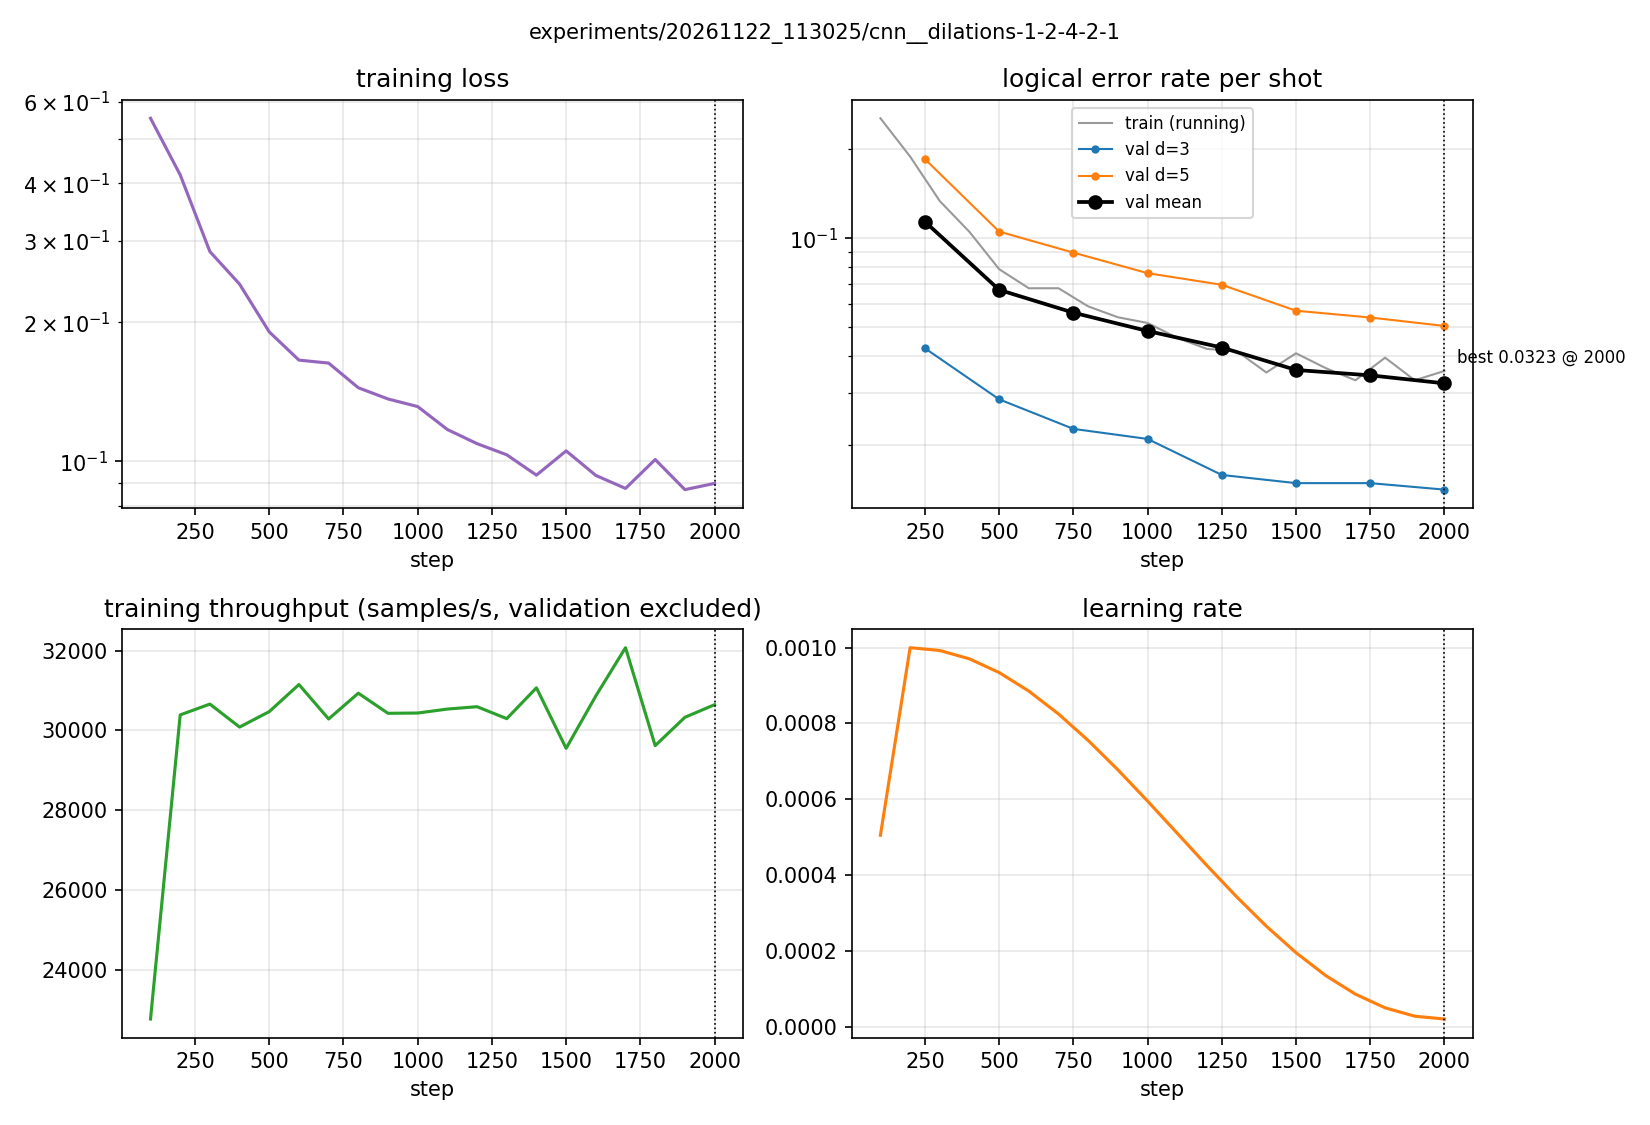 experiments/20261122_113025/cnn__dilations-1-2-4-2-1
training loss
6 × 10⁻¹
4 × 10⁻¹
3 × 10⁻¹
2 × 10⁻¹
10⁻¹
250 500 750 1000 1250 1500 1750 2000
step
logical error rate per shot
train (running)
val d=3
val d=5
val mean
10⁻¹
best 0.0323 @ 2000
250 500 750 1000 1250 1500 1750 2000
step
training throughput (samples/s, validation excluded)
32000
30000
28000
26000
24000
250 500 750 1000 1250 1500 1750 2000
step
learning rate
0.0010
0.0008
0.0006
0.0004
0.0002
0.0000
250 500 750 1000 1250 1500 1750 2000
step